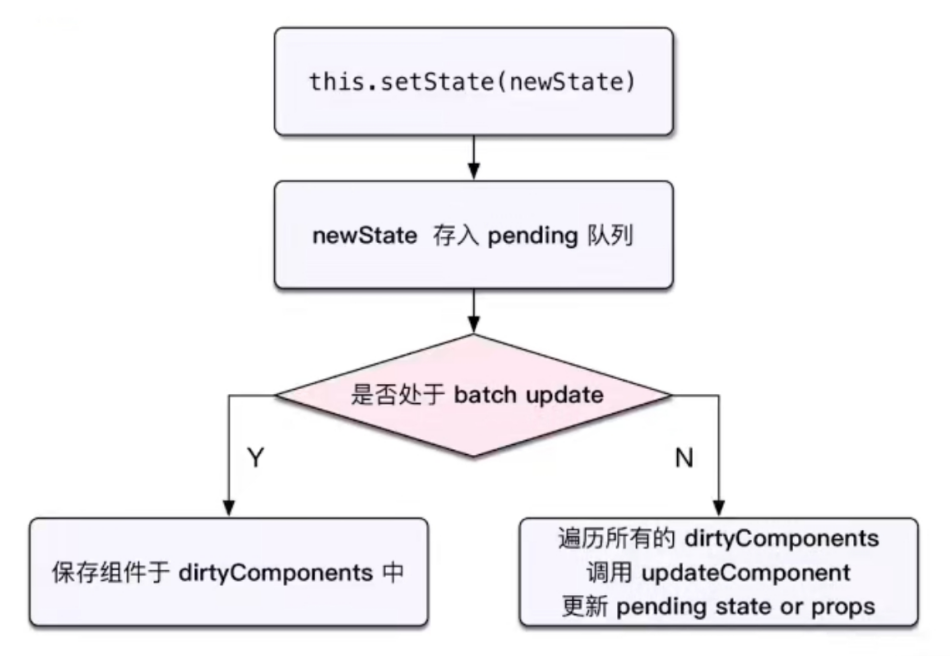 this.setState(newState)
newState 存入 pending 队列
是否处于 batch update
Y
N
保存组件于 dirtyComponents 中
遍历所有的 dirtyComponents
调用 updateComponent
更新 pending state or props